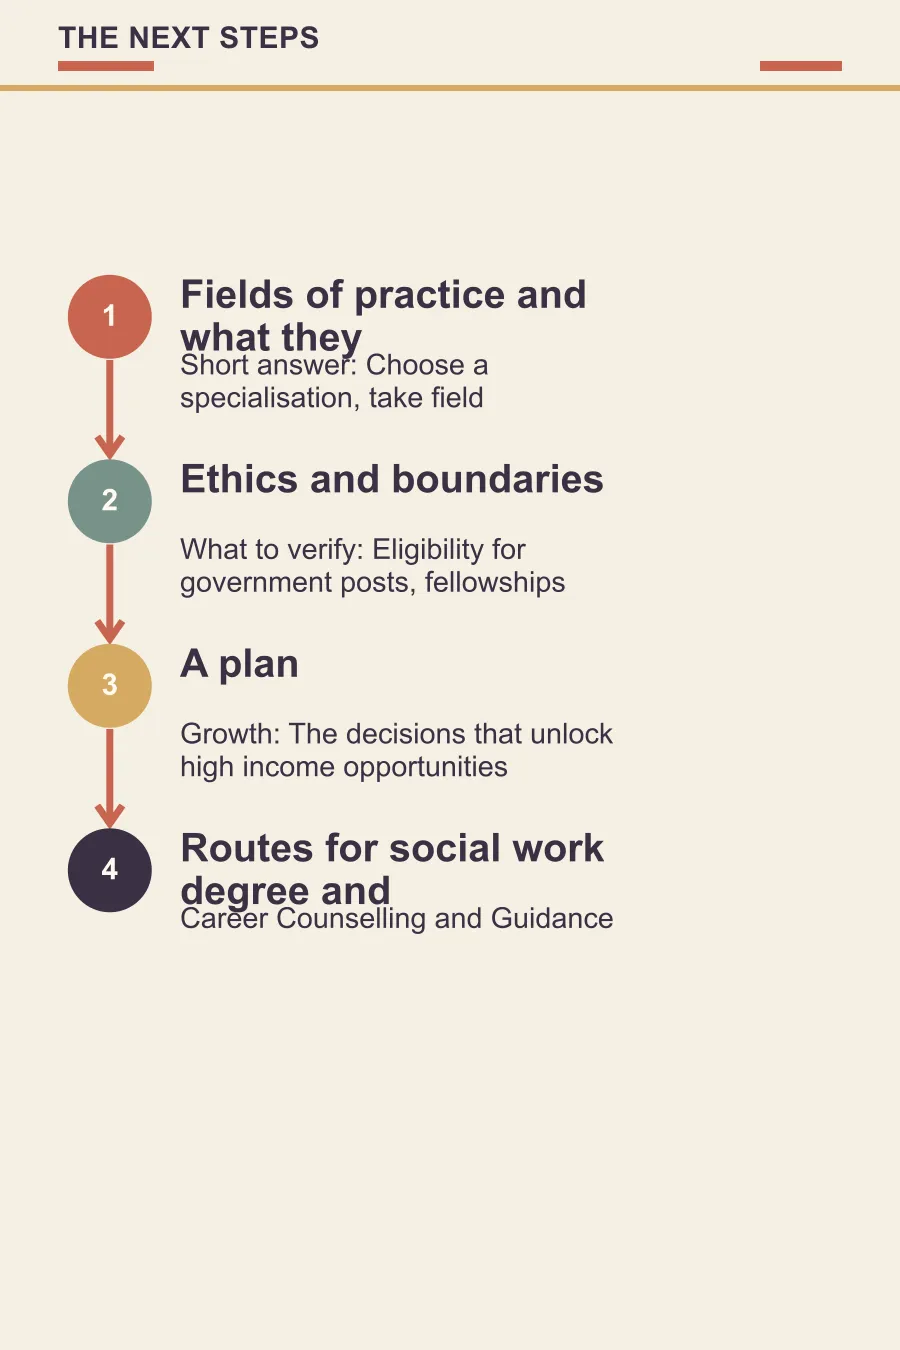 THE NEXT STEPS
1
Fields of practice and
what they
Short answer: Choose a
specialisation, take field
2
Ethics and boundaries
What to verify: Eligibility for
government posts, fellowships
3
A plan
Growth: The decisions that unlock
high income opportunities
4
Routes for social work
degree and
Career Counselling and Guidance